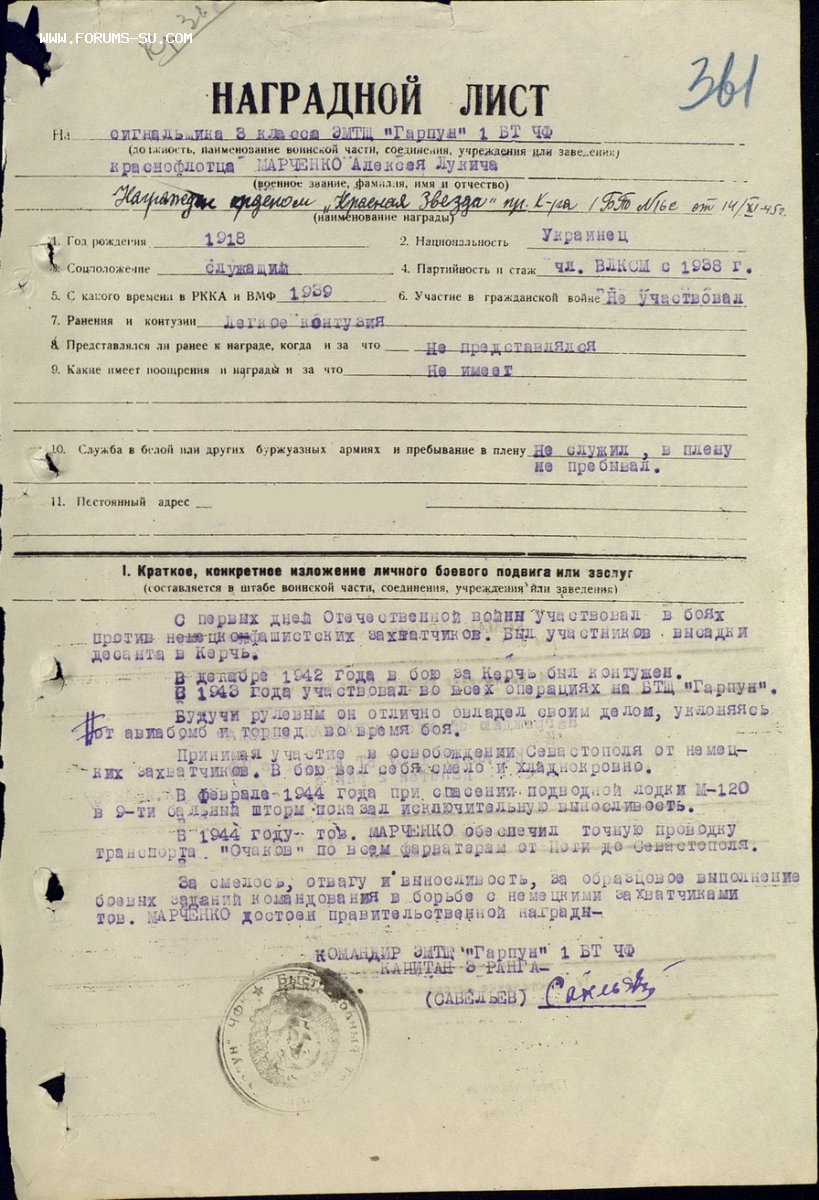 www.forums-su.com
361
НАГРАДНОЙ ЛИСТ
На сигнальщика 3 класса ЭМТЩ "Гарпун" 1 БТ ЧФ
(должность, наименование воинской части, соединения, учреждения или заведения)
краснофлотца МАРЧЕНКО Алексея Лукича
(военное звание, фамилия, имя и отчество)
Награжден орденом "Красная Звезда" пр. К-ра 1 ББТ №16с от 14/XI-45г.
(наименование награды)
1. Год рождения 1918 2. Национальность Украинец
3. Соцположение служащий 4. Партийность и стаж чл. ВЛКСМ с 1938 г.
5. С какого времени в РККА и ВМФ 1939 6. Участие в гражданской войне Не участвовал
7. Ранения и контузии Легкое контузия
8. Представлялся ли ранее к награде, когда и за что Не представлялся
9. Какие имеет поощрения и награды и за что Не имеет
10. Служба в белой или других буржуазных армиях и пребывание в плену Не служил , в плену
не пребывал.
11. Постоянный адрес
I. Краткое, конкретное изложение личного боевого подвига или заслуг
(составляется в штабе воинской части, соединения, учреждения или заведения)
С первых дней Отечественной войны участвовал в боях
против немецкофашистских захватчиков. Был участников высадки
десанта в Керчь.
В декабре 1942 года в бою за Керчь был контужен.
В 1943 года участвовал во всех операциях на БТЩ "Гарпун".
Будучи рулевым он отлично овладел своим делом, уклоняясь
от авиабомб и торпед во время боя.
Принимая участие в освобождении Севастополя от немец-
ких захватчиков. В бою вел себя смело и хладнокровно.
В феврале 1944 года при спасении подводной лодки М-120
в 9-ти бальный шторм показал исключительную выносливость.
В 1944 году тов. МАРЧЕНКО обеспечил точную проводку
транспорта "Очаков" по всем фарватерам от Поти до Севастополя.
За смелось, отвагу и выносливость, за образцовое выполнение
боевых заданий командования в борьбе с немецкими захватчиками
тов. МАРЧЕНКО достоен правительственной награды-
КОМАНДИР ЭМТЩ "Гарпун" 1 БТ ЧФ
КАПИТАН 3 РАНГА-
(САВЕЛЬЕВ)